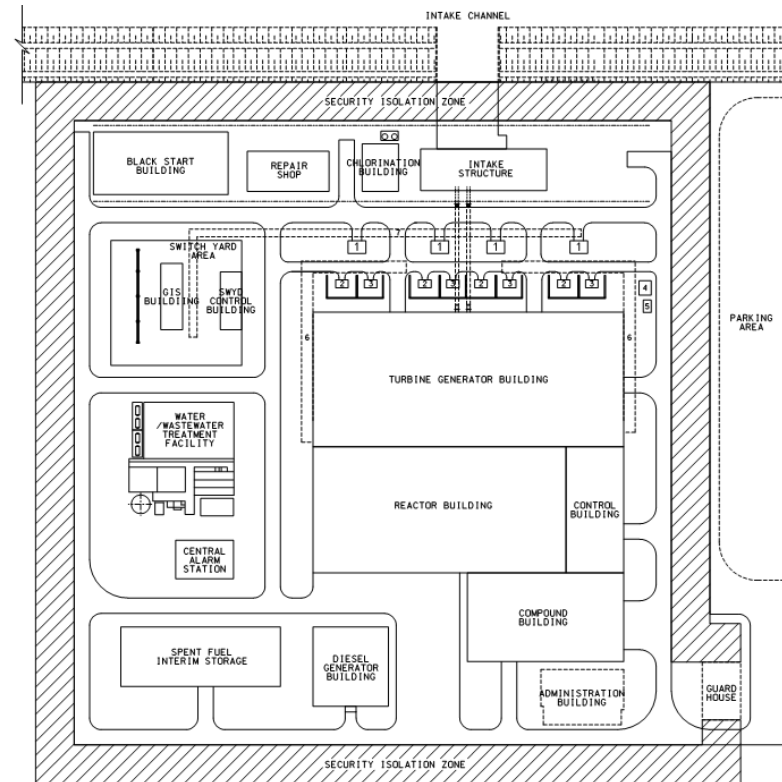 INTAKE CHANNEL
SECURITY ISOLATION ZONE
BLACK START
BUILDING
REPAIR
SHOP
CHLORINATION
BUILDING
INTAKE
STRUCTURE
7
SWITCH YARD
AREA
1
1
1
1
GIS
BUILDIING
SWYD
CONTROL
BUILDING
2
3
2
3
2
3
2
3
4
5
PARKING
AREA
6
6
TURBINE GENERATOR BUILDING
WATER
/WASTEWATER
TREATMENT
FACILITY
REACTOR BUILDING
CONTROL
BUILDING
CENTRAL
ALARM
STATION
COMPOUND
BUILDING
SPENT FUEL
INTERIM STORAGE
DIESEL
GENERATOR
BUILDING
ADMINISTRATION
BUILDING
GUARD
HOUSE
SECURITY ISOLATION ZONE